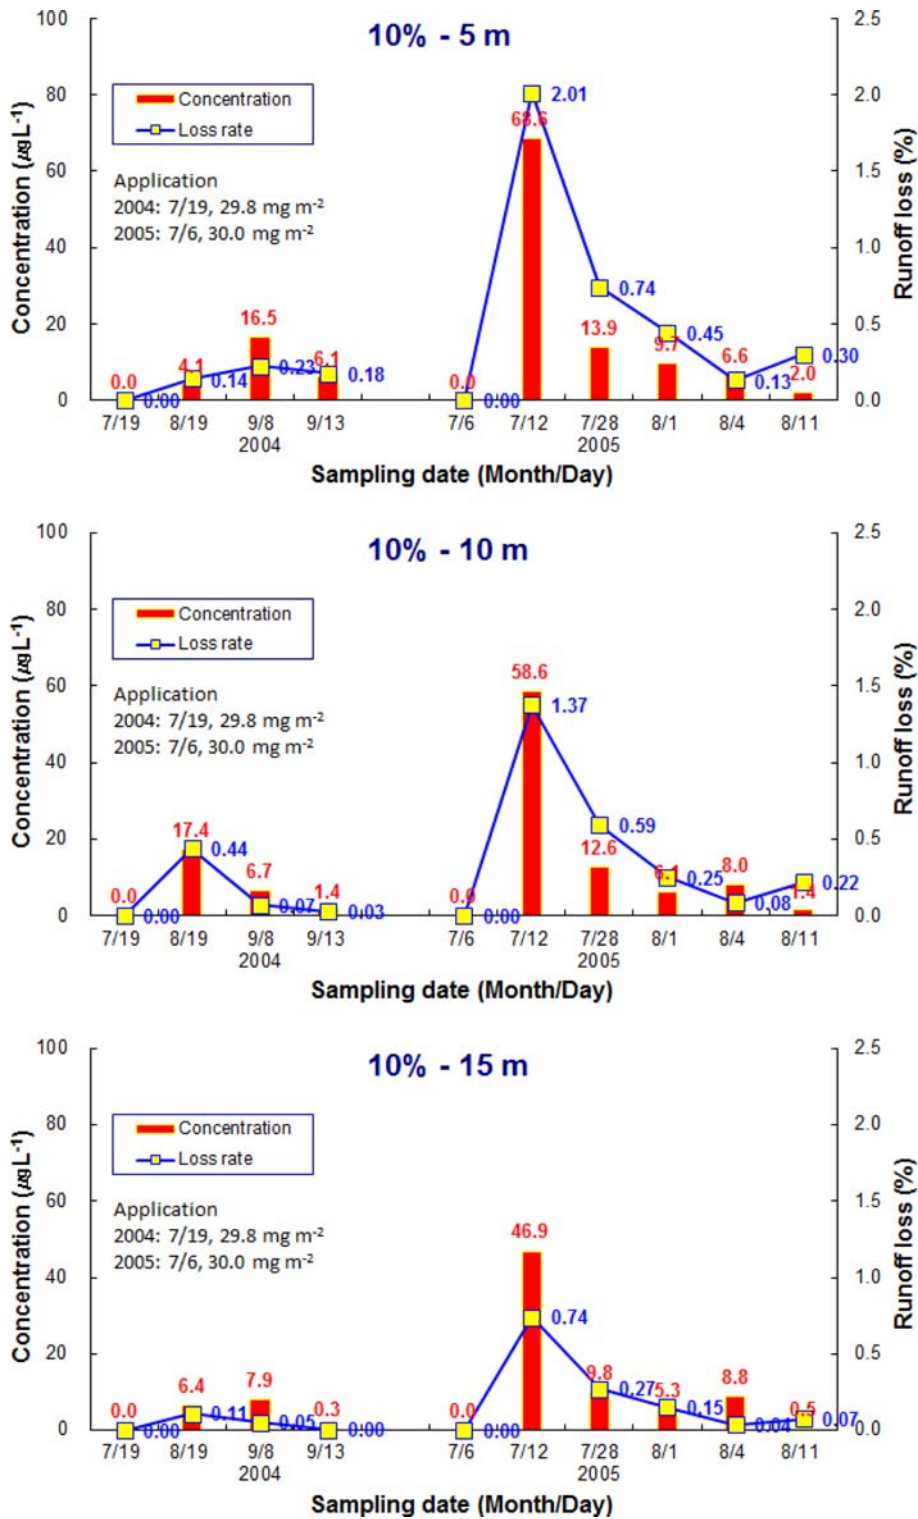 10% - 5 m
Concentration (µgL-1)
Runoff loss (%)
100
80
60
40
20
0
2.5
2.0
1.5
1.0
0.5
0.0
Concentration
Loss rate
Application
2004: 7/19, 29.8 mg m-2
2005: 7/6, 30.0 mg m-2
0.0 4.1 16.5 6.1 0.0 68.6 13.9 9.7 6.6 2.0
0.00 0.14 0.23 0.18 0.00 2.01 0.74 0.45 0.13 0.30
7/19 8/19 9/8 9/13 7/6 7/12 7/28 8/1 8/4 8/11
2004 2005
Sampling date (Month/Day)
10% - 10 m
Concentration (µgL-1)
Runoff loss (%)
100
80
60
40
20
0
2.5
2.0
1.5
1.0
0.5
0.0
Concentration
Loss rate
Application
2004: 7/19, 29.8 mg m-2
2005: 7/6, 30.0 mg m-2
0.0 17.4 6.7 1.4 0.0 58.6 12.6 6.1 8.0 1.4
0.00 0.44 0.07 0.03 0.00 1.37 0.59 0.25 0.08 0.22
7/19 8/19 9/8 9/13 7/6 7/12 7/28 8/1 8/4 8/11
2004 2005
Sampling date (Month/Day)
10% - 15 m
Concentration (µgL-1)
Runoff loss (%)
100
80
60
40
20
0
2.5
2.0
1.5
1.0
0.5
0.0
Concentration
Loss rate
Application
2004: 7/19, 29.8 mg m-2
2005: 7/6, 30.0 mg m-2
0.0 6.4 7.9 0.3 0.0 46.9 9.8 5.3 8.8 0.5
0.00 0.11 0.05 0.00 0.00 0.74 0.27 0.15 0.04 0.07
7/19 8/19 9/8 9/13 7/6 7/12 7/28 8/1 8/4 8/11
2004 2005
Sampling date (Month/Day)